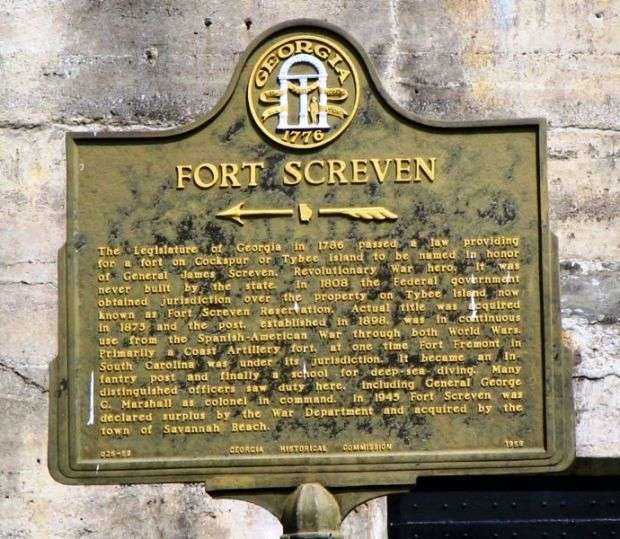 GEORGIA
1776
FORT SCREVEN
The Legislature of Georgia in 1786 passed a law providing
for a fort on Cockspur or Tybee Island to be named in honor
of General James Screven, Revolutionary War hero. It was
never built by the state. In 1808 the Federal government
obtained jurisdiction over the property on Tybee Island now
known as Fort Screven Reservation. Actual title was acquired
in 1875 and the post, established in 1898, was in continuous
use from the Spanish-American War through both World Wars.
Primarily a Coast Artillery fort, at one time Fort Fremont in
South Carolina was under its jurisdiction. It became an In-
fantry post and finally a school for deep-sea diving. Many
distinguished officers saw duty here, including General George
C. Marshall as colonel in command. In 1945 Fort Screven was
declared surplus by the War Department and acquired by the
town of Savannah Beach.
025-52 GEORGIA HISTORICAL COMMISSION 1958